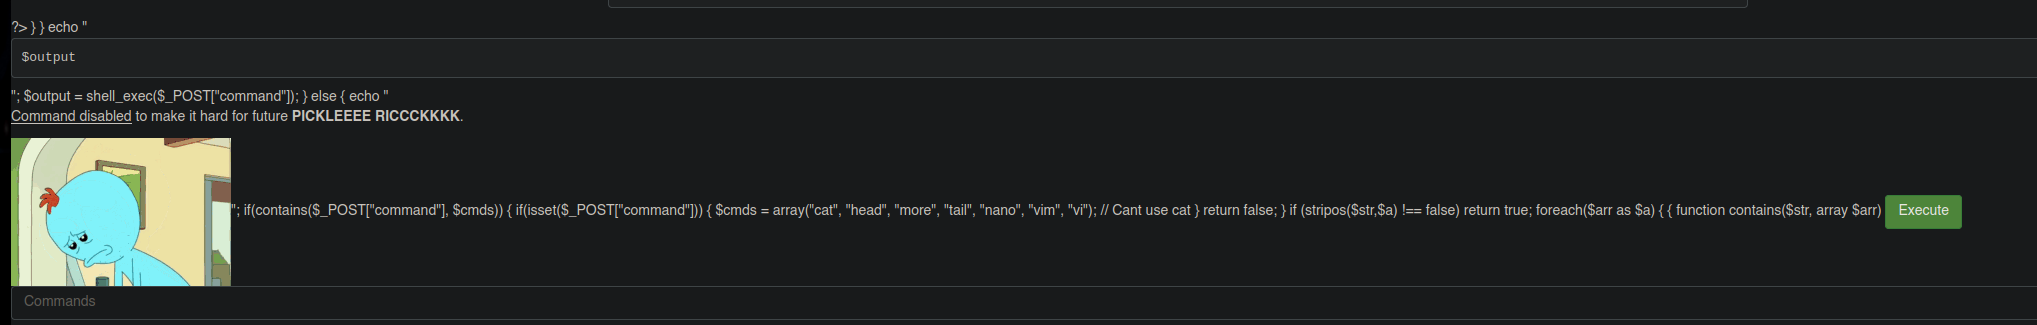 ?> } } echo "
$output
"; $output = shell_exec($_POST["command"]); } else { echo "
Command disabled to make it hard for future PICKLEEEE RICCCKKKK.
"; if(contains($_POST["command"], $cmds)) { if(isset($_POST["command"])) { $cmds = array("cat", "head", "more", "tail", "nano", "vim", "vi"); // Cant use cat } return false; } if (stripos($str,$a) !== false) return true; foreach($arr as $a) { { function contains($str, array $arr) Execute
Commands